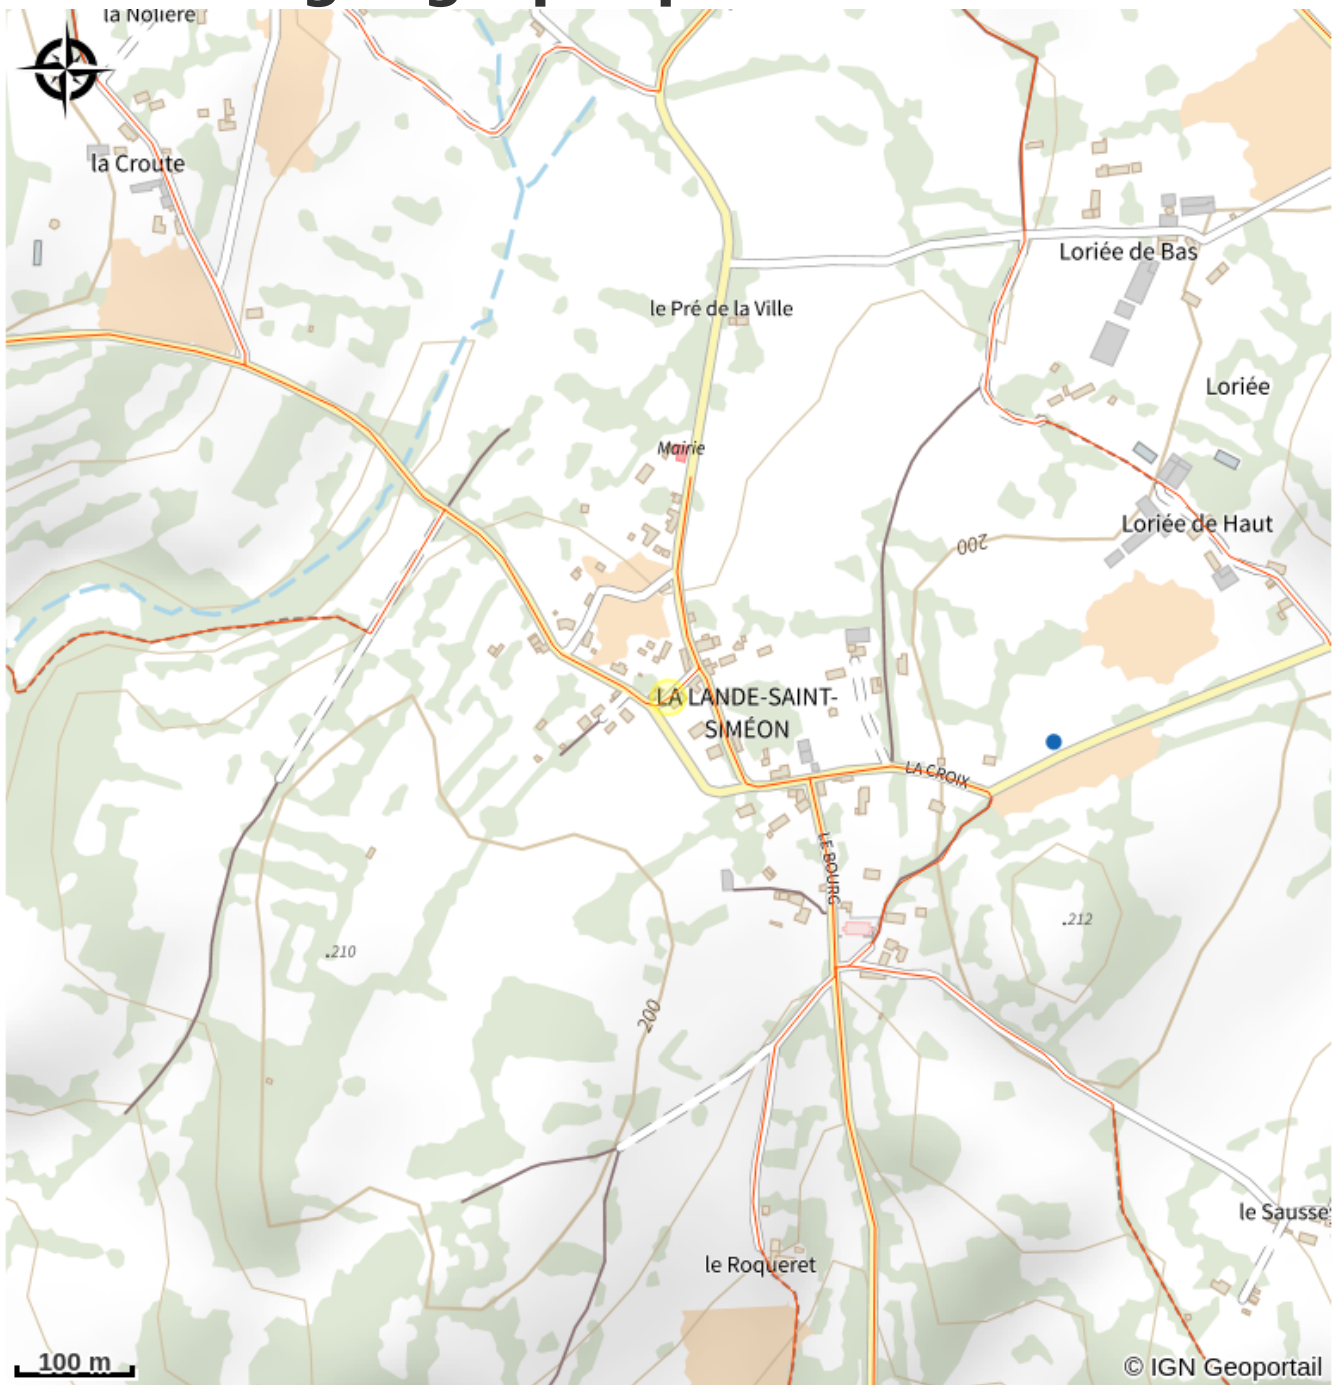 la Nolière
la Croute
Loriée de Bas
le Pré de la Ville
Loriée
Mairie
Loriée de Haut
200
LA LANDE-SAINT-
SIMÉON
LA CROIX
LE BOURG
.212
.210
200
le Sausse
le Roqueret
100 m
© IGN Geoportail